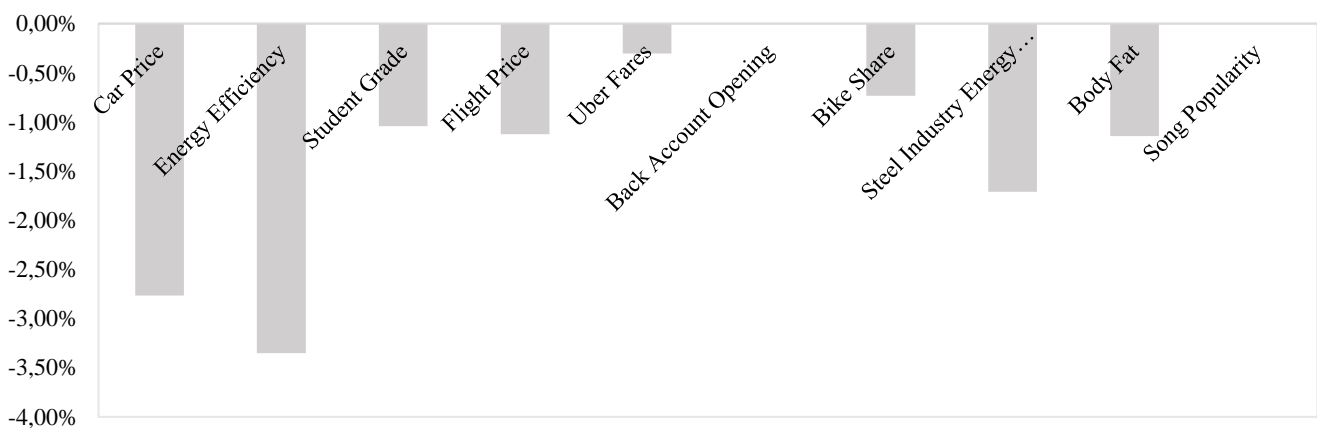 0,00%
-0,50%
-1,00%
-1,50%
-2,00%
-2,50%
-3,00%
-3,50%
-4,00%
Car Price
Energy Efficiency
Student Grade
Flight Price
Uber Fares
Back Account Opening
Bike Share
Steel Industry Energy…
Body Fat
Song Popularity